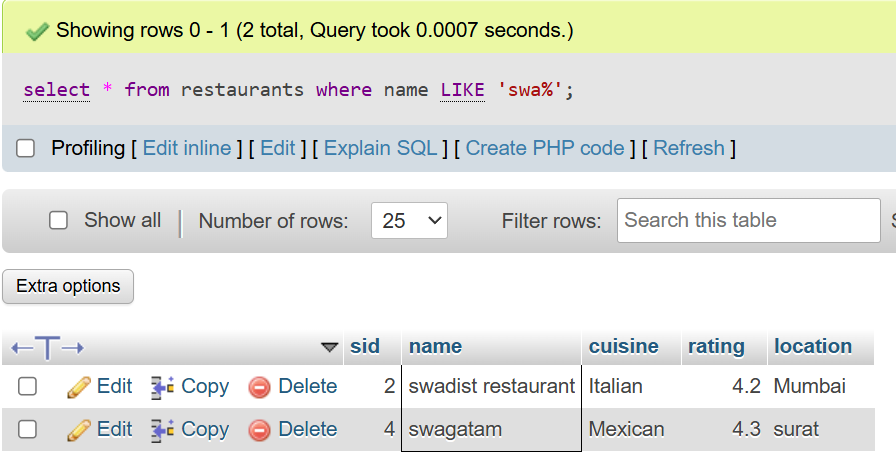 Showing rows 0 - 1 (2 total, Query took 0.0007 seconds.)
select * from restaurants where name LIKE 'swa%';
Profiling [ Edit inline ] [ Edit ] [ Explain SQL ] [ Create PHP code ] [ Refresh ]
Show all Number of rows: 25 Filter rows: Search this table
Extra options
sid name cuisine rating location
Edit Copy Delete 2 swadist restaurant Italian 4.2 Mumbai
Edit Copy Delete 4 swagatam Mexican 4.3 surat